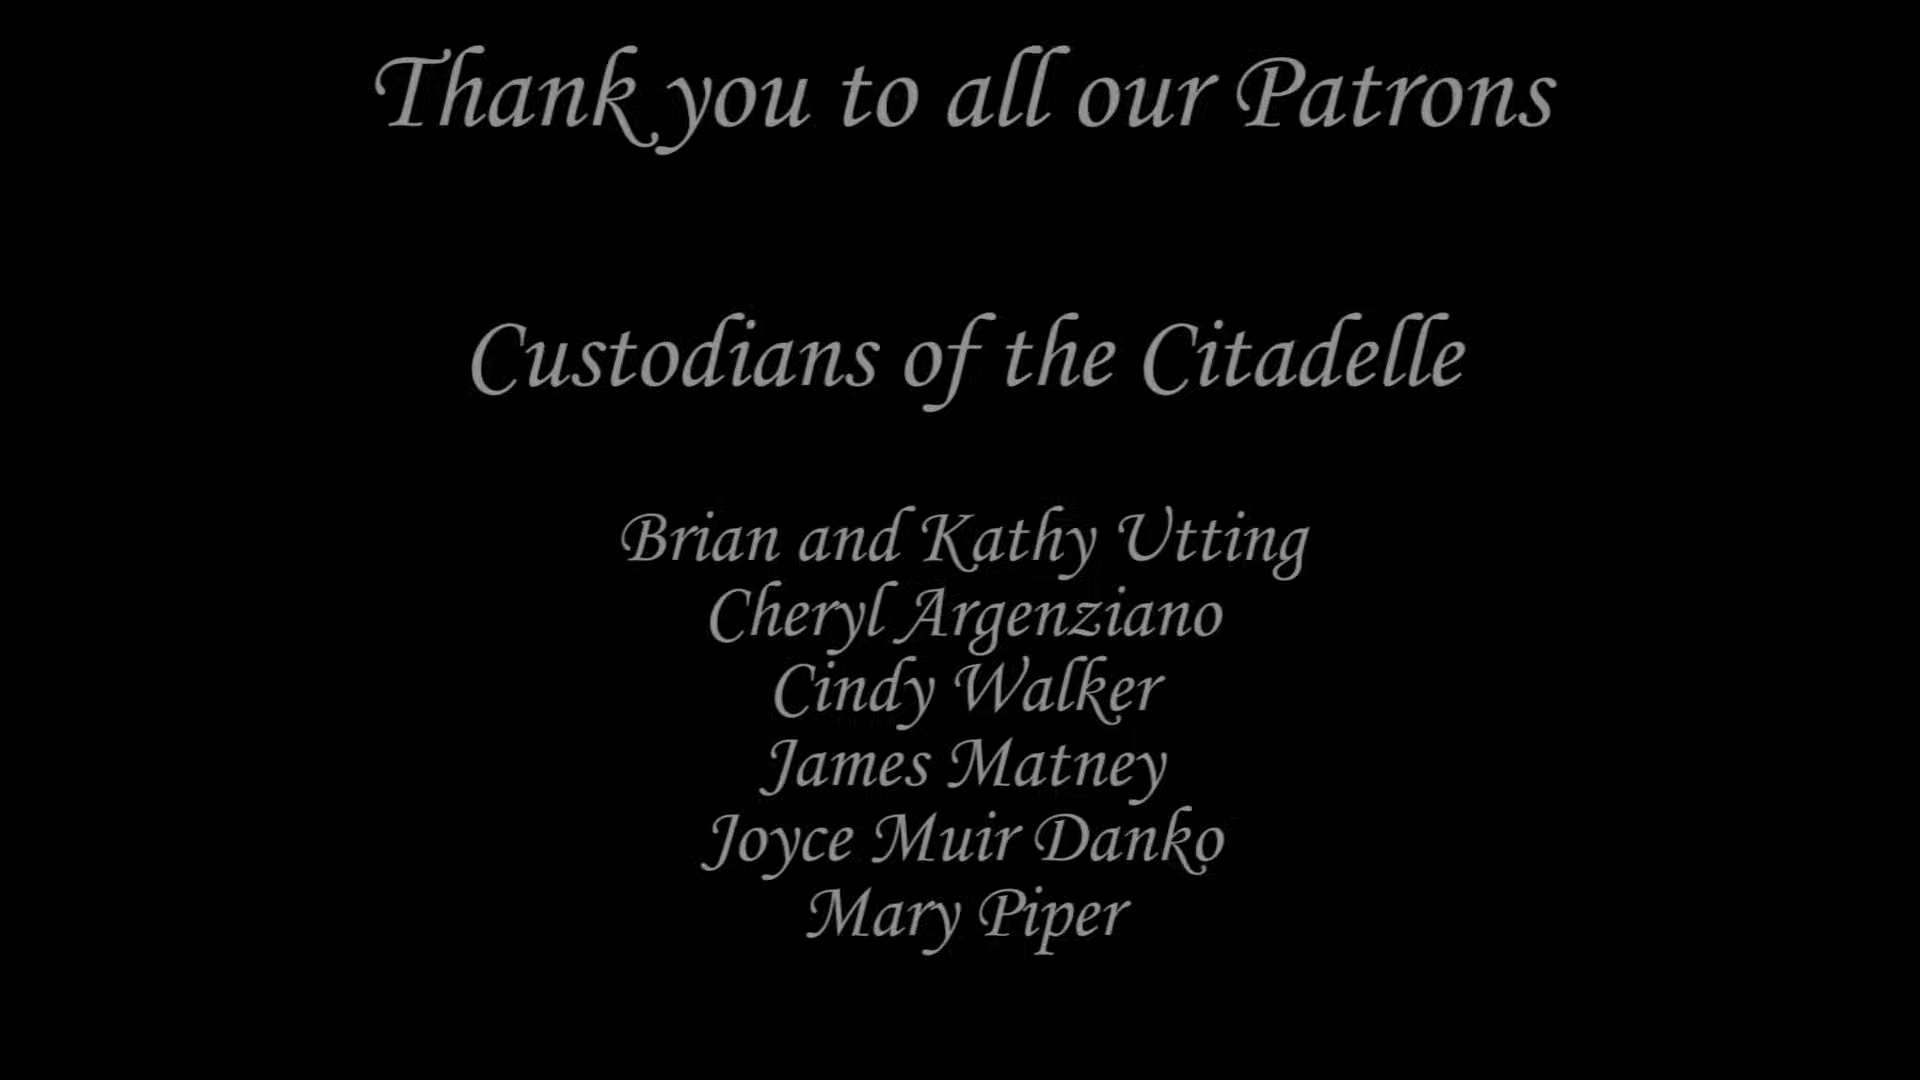 Thank you to all our Patrons
Custodians of the Citadelle
Brian and Kathy Utting
Cheryl Argenziano
Cindy Walker
James Matney
Joyce Muir Danko
Mary Piper